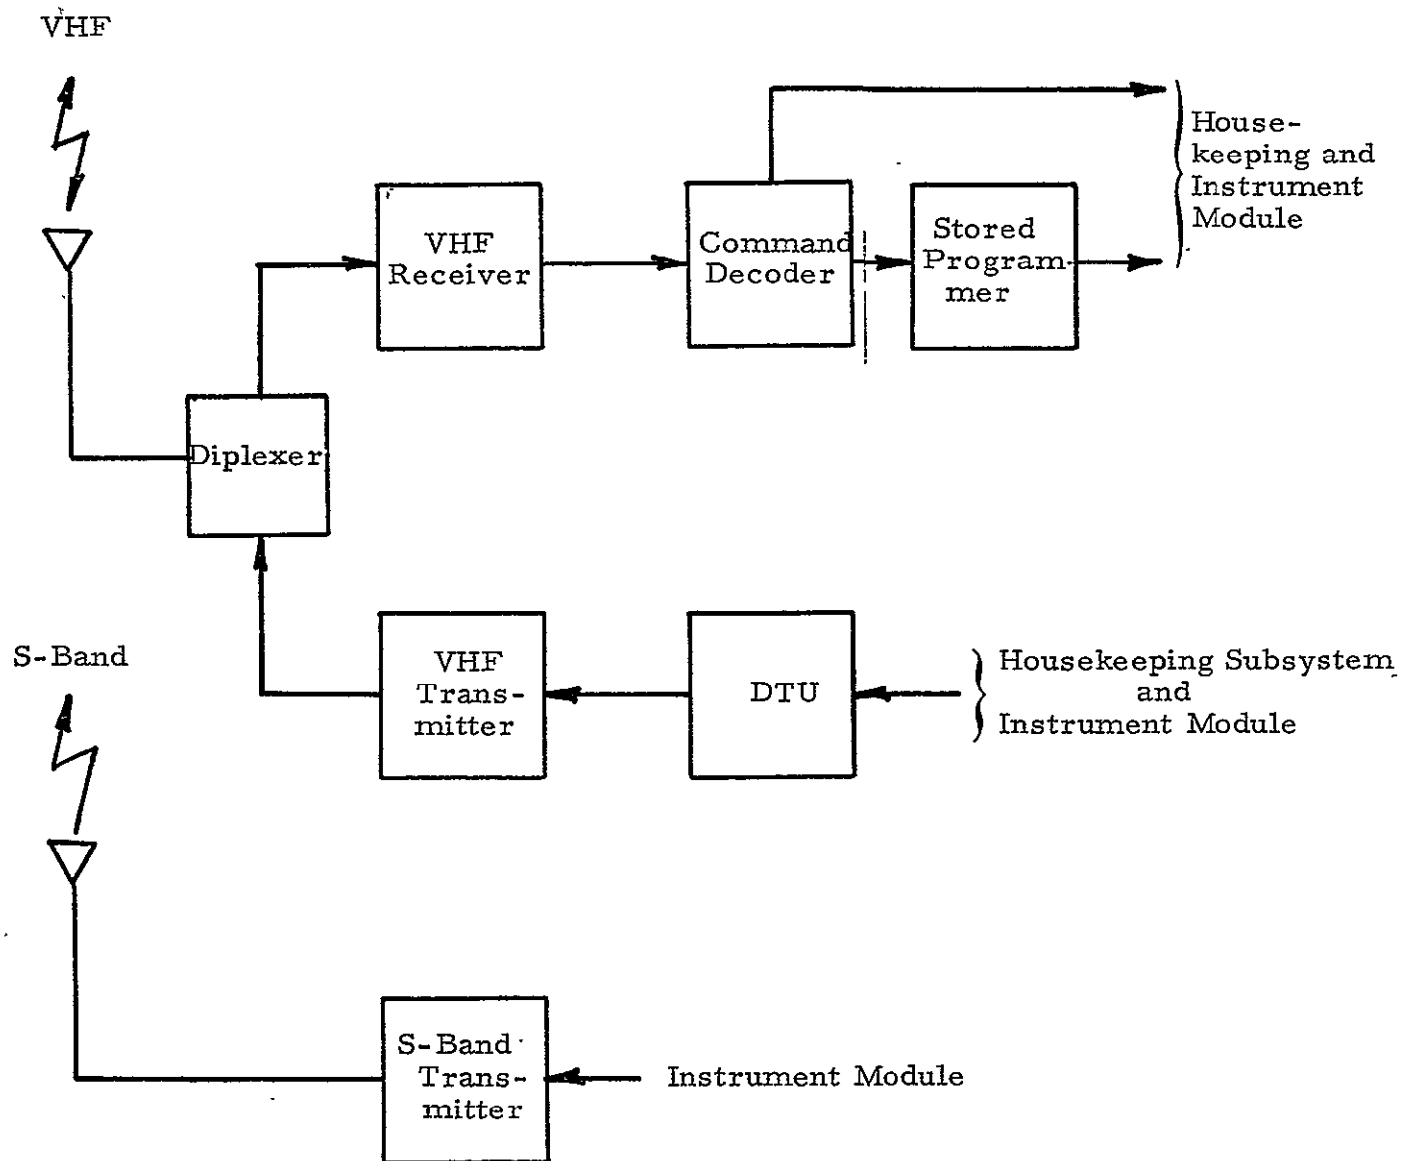 VHF
House-
keeping and
Instrument
Module
VHF
Receiver
Command
Decoder
Stored
Program-
mer
Diplexer
S-Band
VHF
Trans-
mitter
DTU
Housekeeping Subsystem
and
Instrument Module
S-Band
Trans-
mitter
Instrument Module